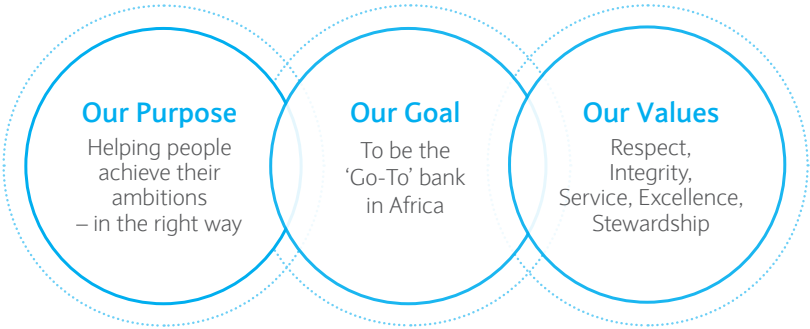 Our Purpose
Helping people
achieve their
ambitions
– in the right way
Our Goal
To be the
‘Go-To’ bank
in Africa
Our Values
Respect,
Integrity,
Service, Excellence,
Stewardship